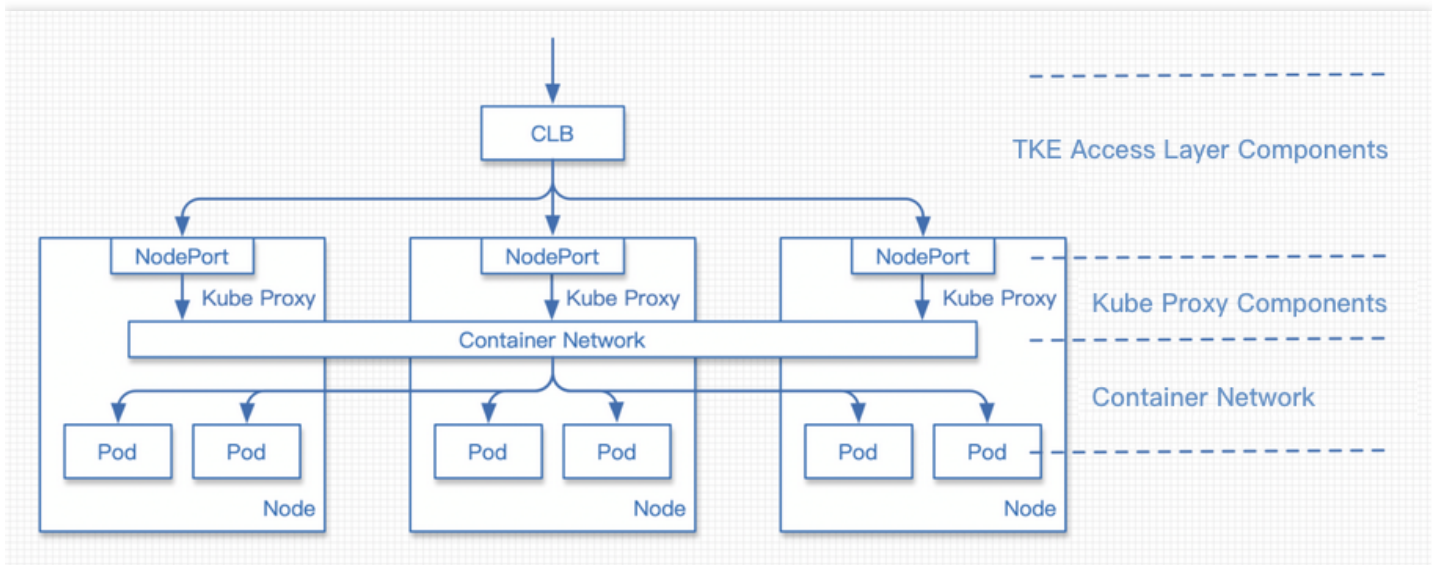 CLB
TKE Access Layer Components
NodePort
NodePort
NodePort
Kube Proxy
Kube Proxy
Kube Proxy
Kube Proxy Components
Container Network
Container Network
Pod
Pod
Pod
Pod
Pod
Pod
Node
Node
Node